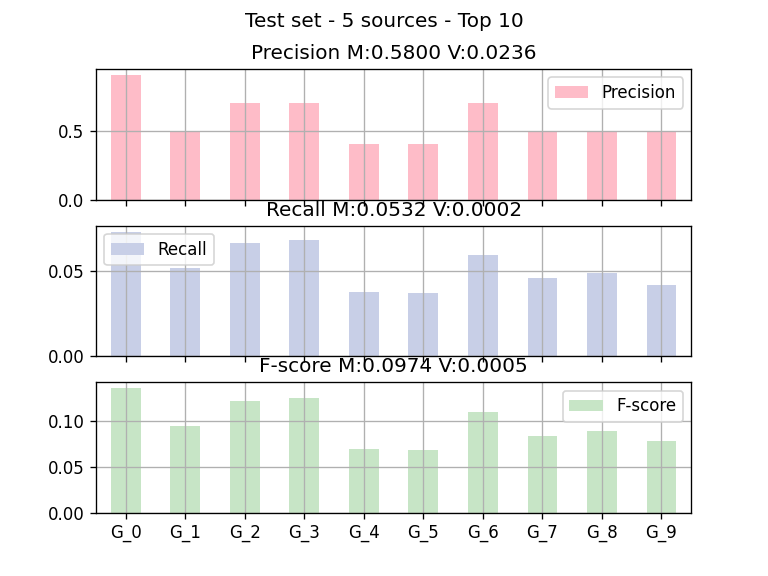 Test set - 5 sources - Top 10
Precision M:0.5800 V:0.0236
Precision
0.5
0.0
Recall M:0.0532 V:0.0002
Recall
0.05
0.00
F-score M:0.0974 V:0.0005
F-score
0.10
0.05
0.00
G_0 G_1 G_2 G_3 G_4 G_5 G_6 G_7 G_8 G_9